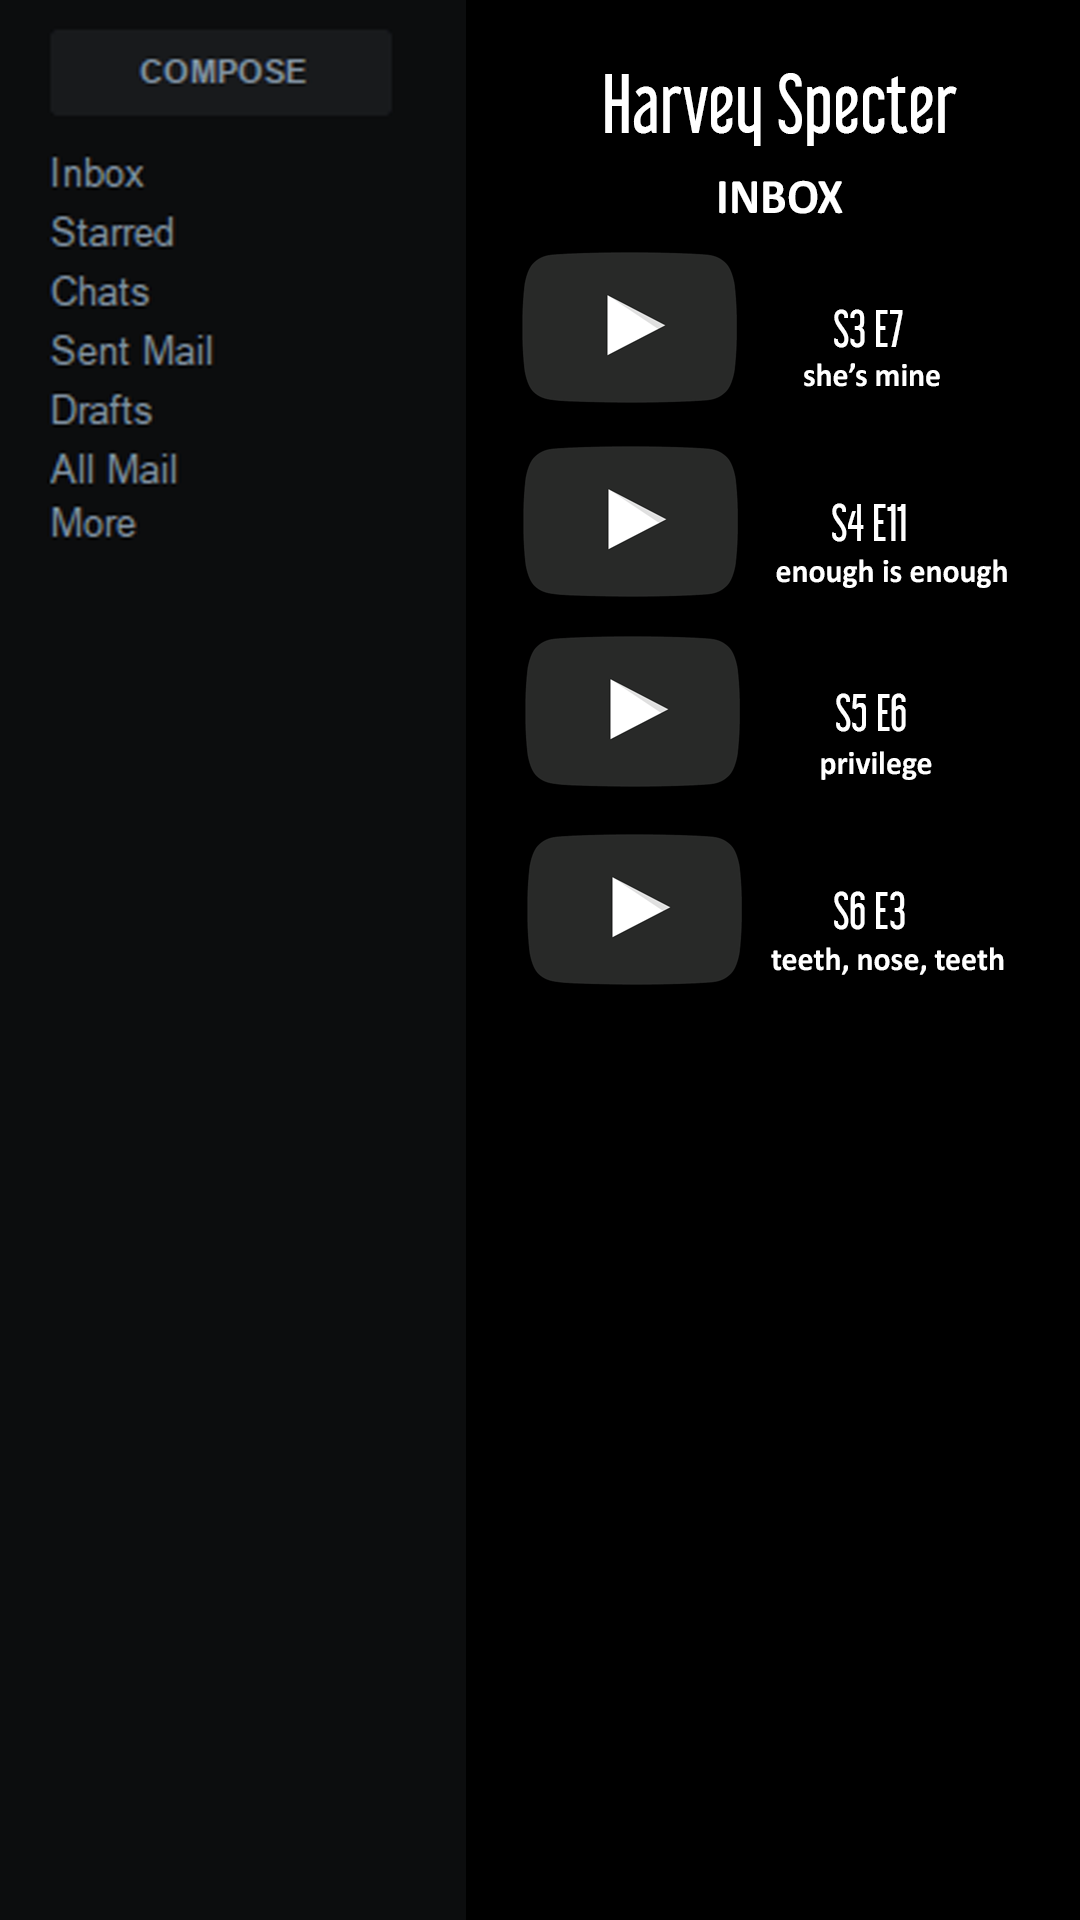 COMPOSE
Inbox
Starred
Chats
Sent Mail
Drafts
All Mail
More
Harvey Specter
INBOX
S3 E7
she's mine
S4 E11
enough is enough
S5 E6
privilege
S6 E3
teeth, nose, teeth